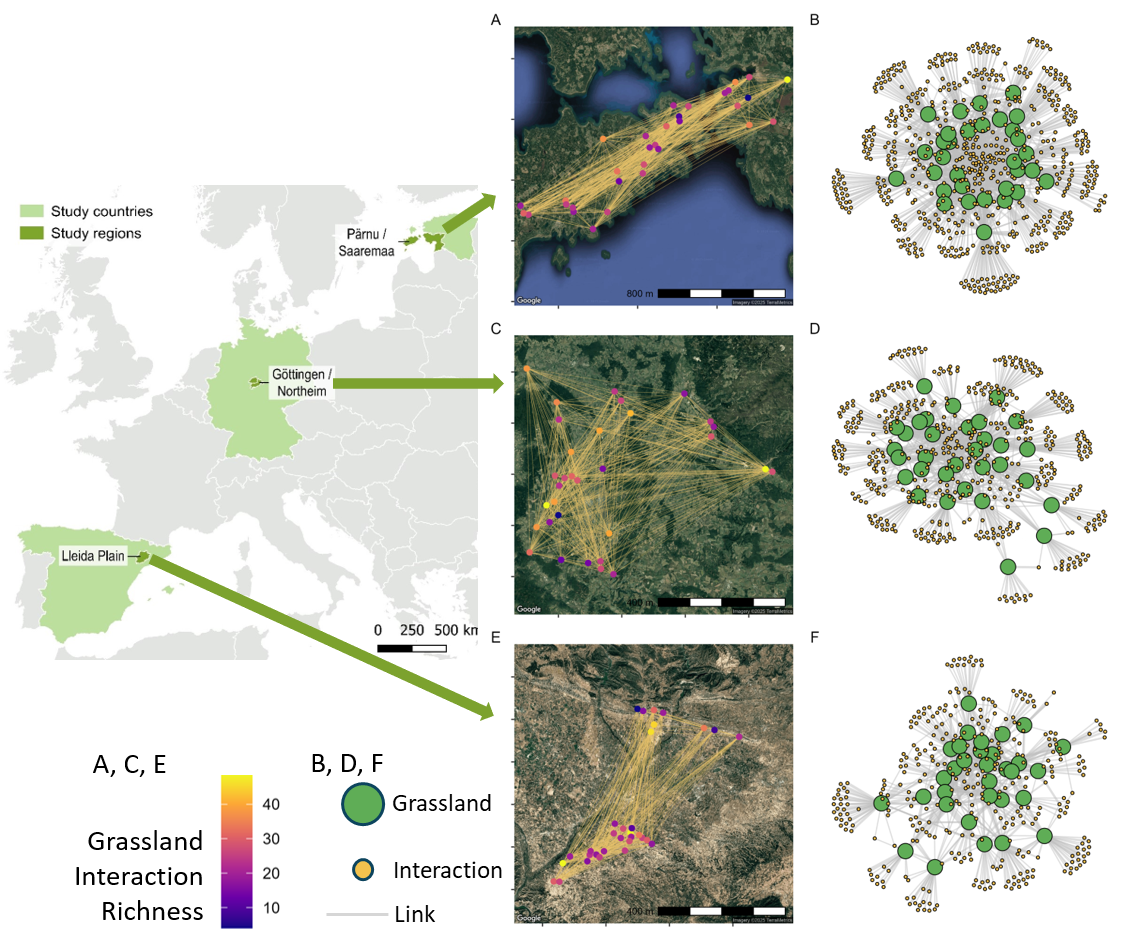 A
B
Study countries
Study regions
Pärnu /
Saaremaa
800 m
Google
Imagery ©2025 TerraMetrics
C
D
Göttingen /
Northeim
Google
Imagery ©2025 TerraMetrics
Lleida Plain
0 250 500 km
E
F
A, C, E
B, D, F
40
30
20
10
Grassland
Interaction
Richness
Grassland
Interaction
Link
400 m
Google
Imagery ©2025 TerraMetrics